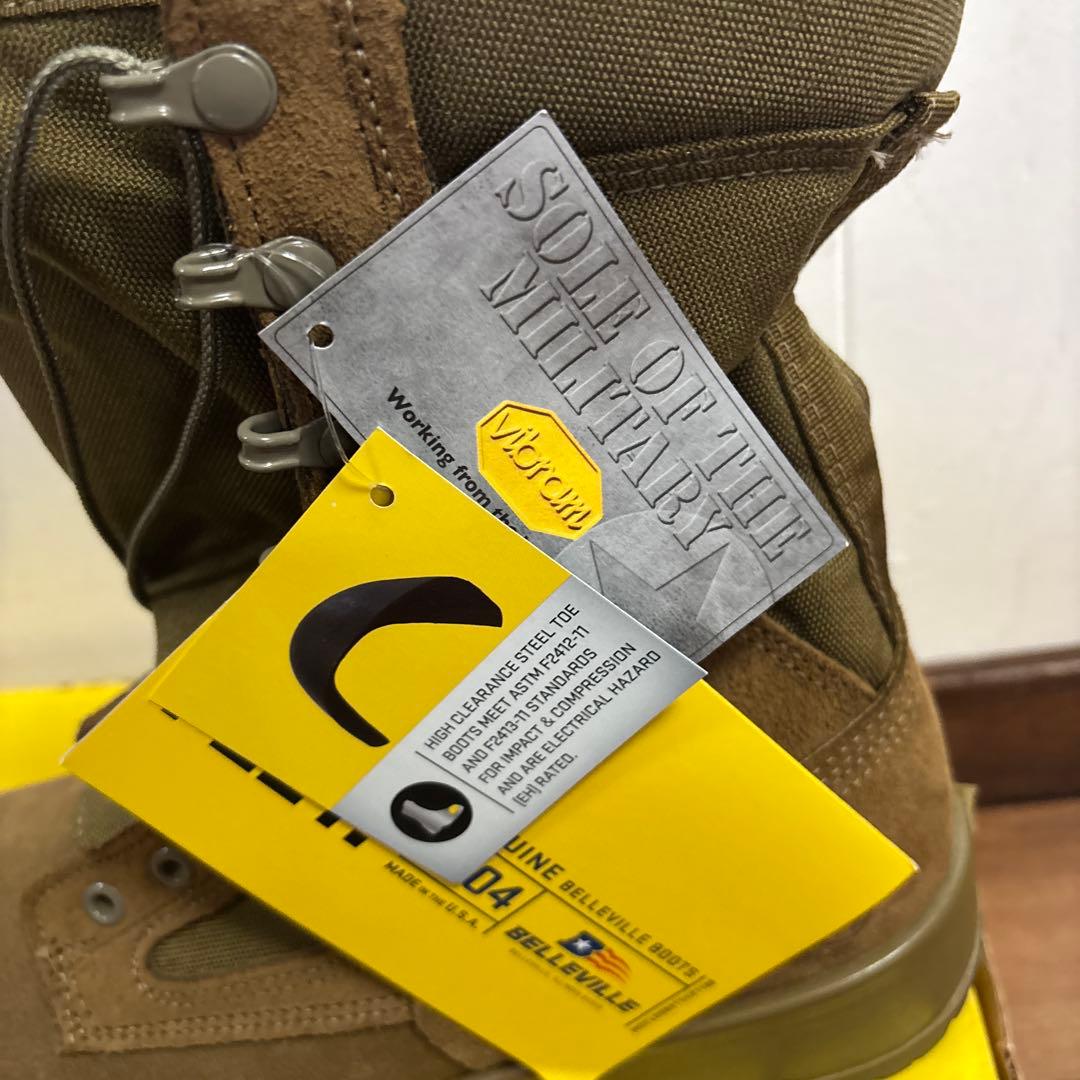 SOLE OF THE
MILITARY
vibram
Working from the
HIGH CLEARANCE STEEL TOE
BOOTS MEET ASTM F2412-11
AND F2413-11 STANDARDS
FOR IMPACT & COMPRESSION
AND ARE ELECTRICAL HAZARD
(EH) RATED.
UINE BELLEVILLE BOOTS
04
MADE IN THE U.S.A.
BELLEVILLE